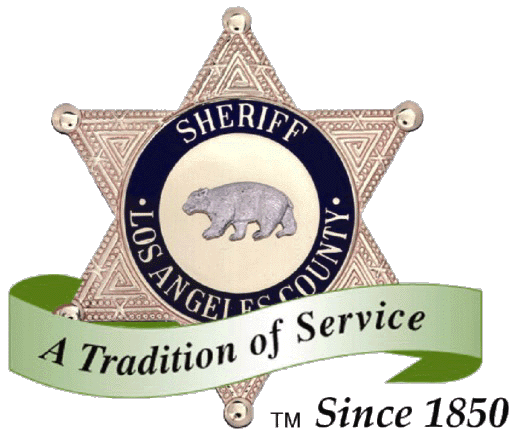 SHERIFF
• LOS ANGELES COUNTY •
A Tradition of Service
TM Since 1850